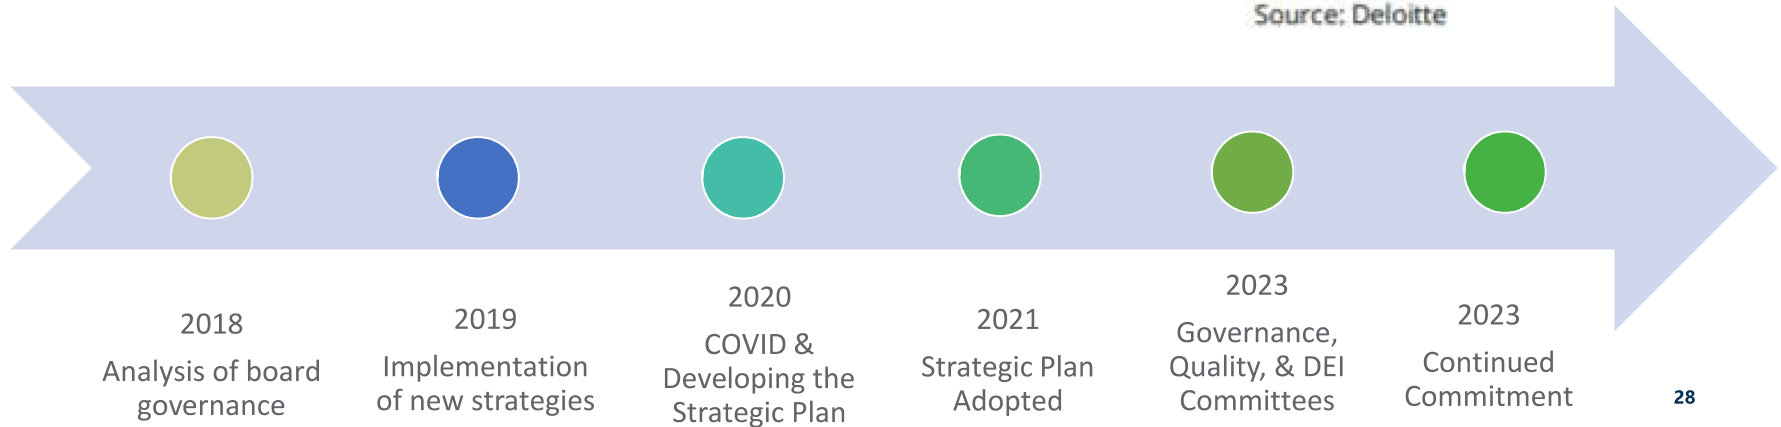 Source: Deloitte
2018
Analysis of board
governance
2019
Implementation
of new strategies
2020
COVID &
Developing the
Strategic Plan
2021
Strategic Plan
Adopted
2023
Governance,
Quality, & DEI
Committees
2023
Continued
Commitment
28